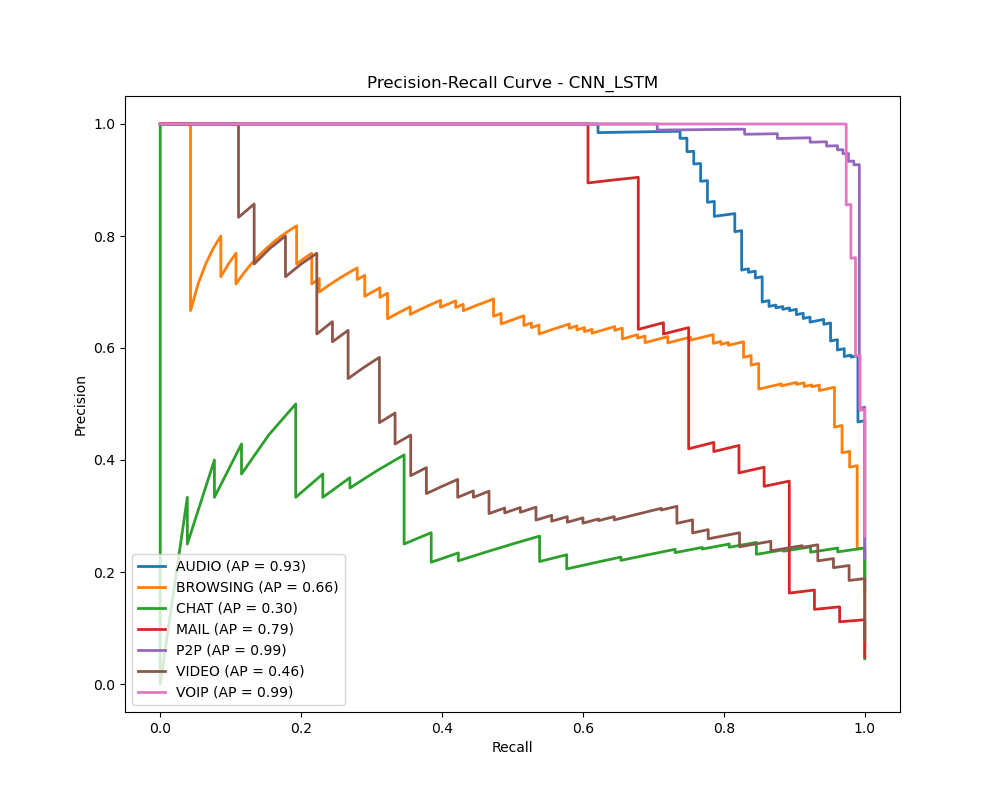 Precision-Recall Curve - CNN_LSTM
Precision
1.0
0.8
0.6
0.4
0.2
0.0
AUDIO (AP = 0.93)
BROWSING (AP = 0.66)
CHAT (AP = 0.30)
MAIL (AP = 0.79)
P2P (AP = 0.99)
VIDEO (AP = 0.46)
VOIP (AP = 0.99)
0.0 0.2 0.4 0.6 0.8 1.0
Recall